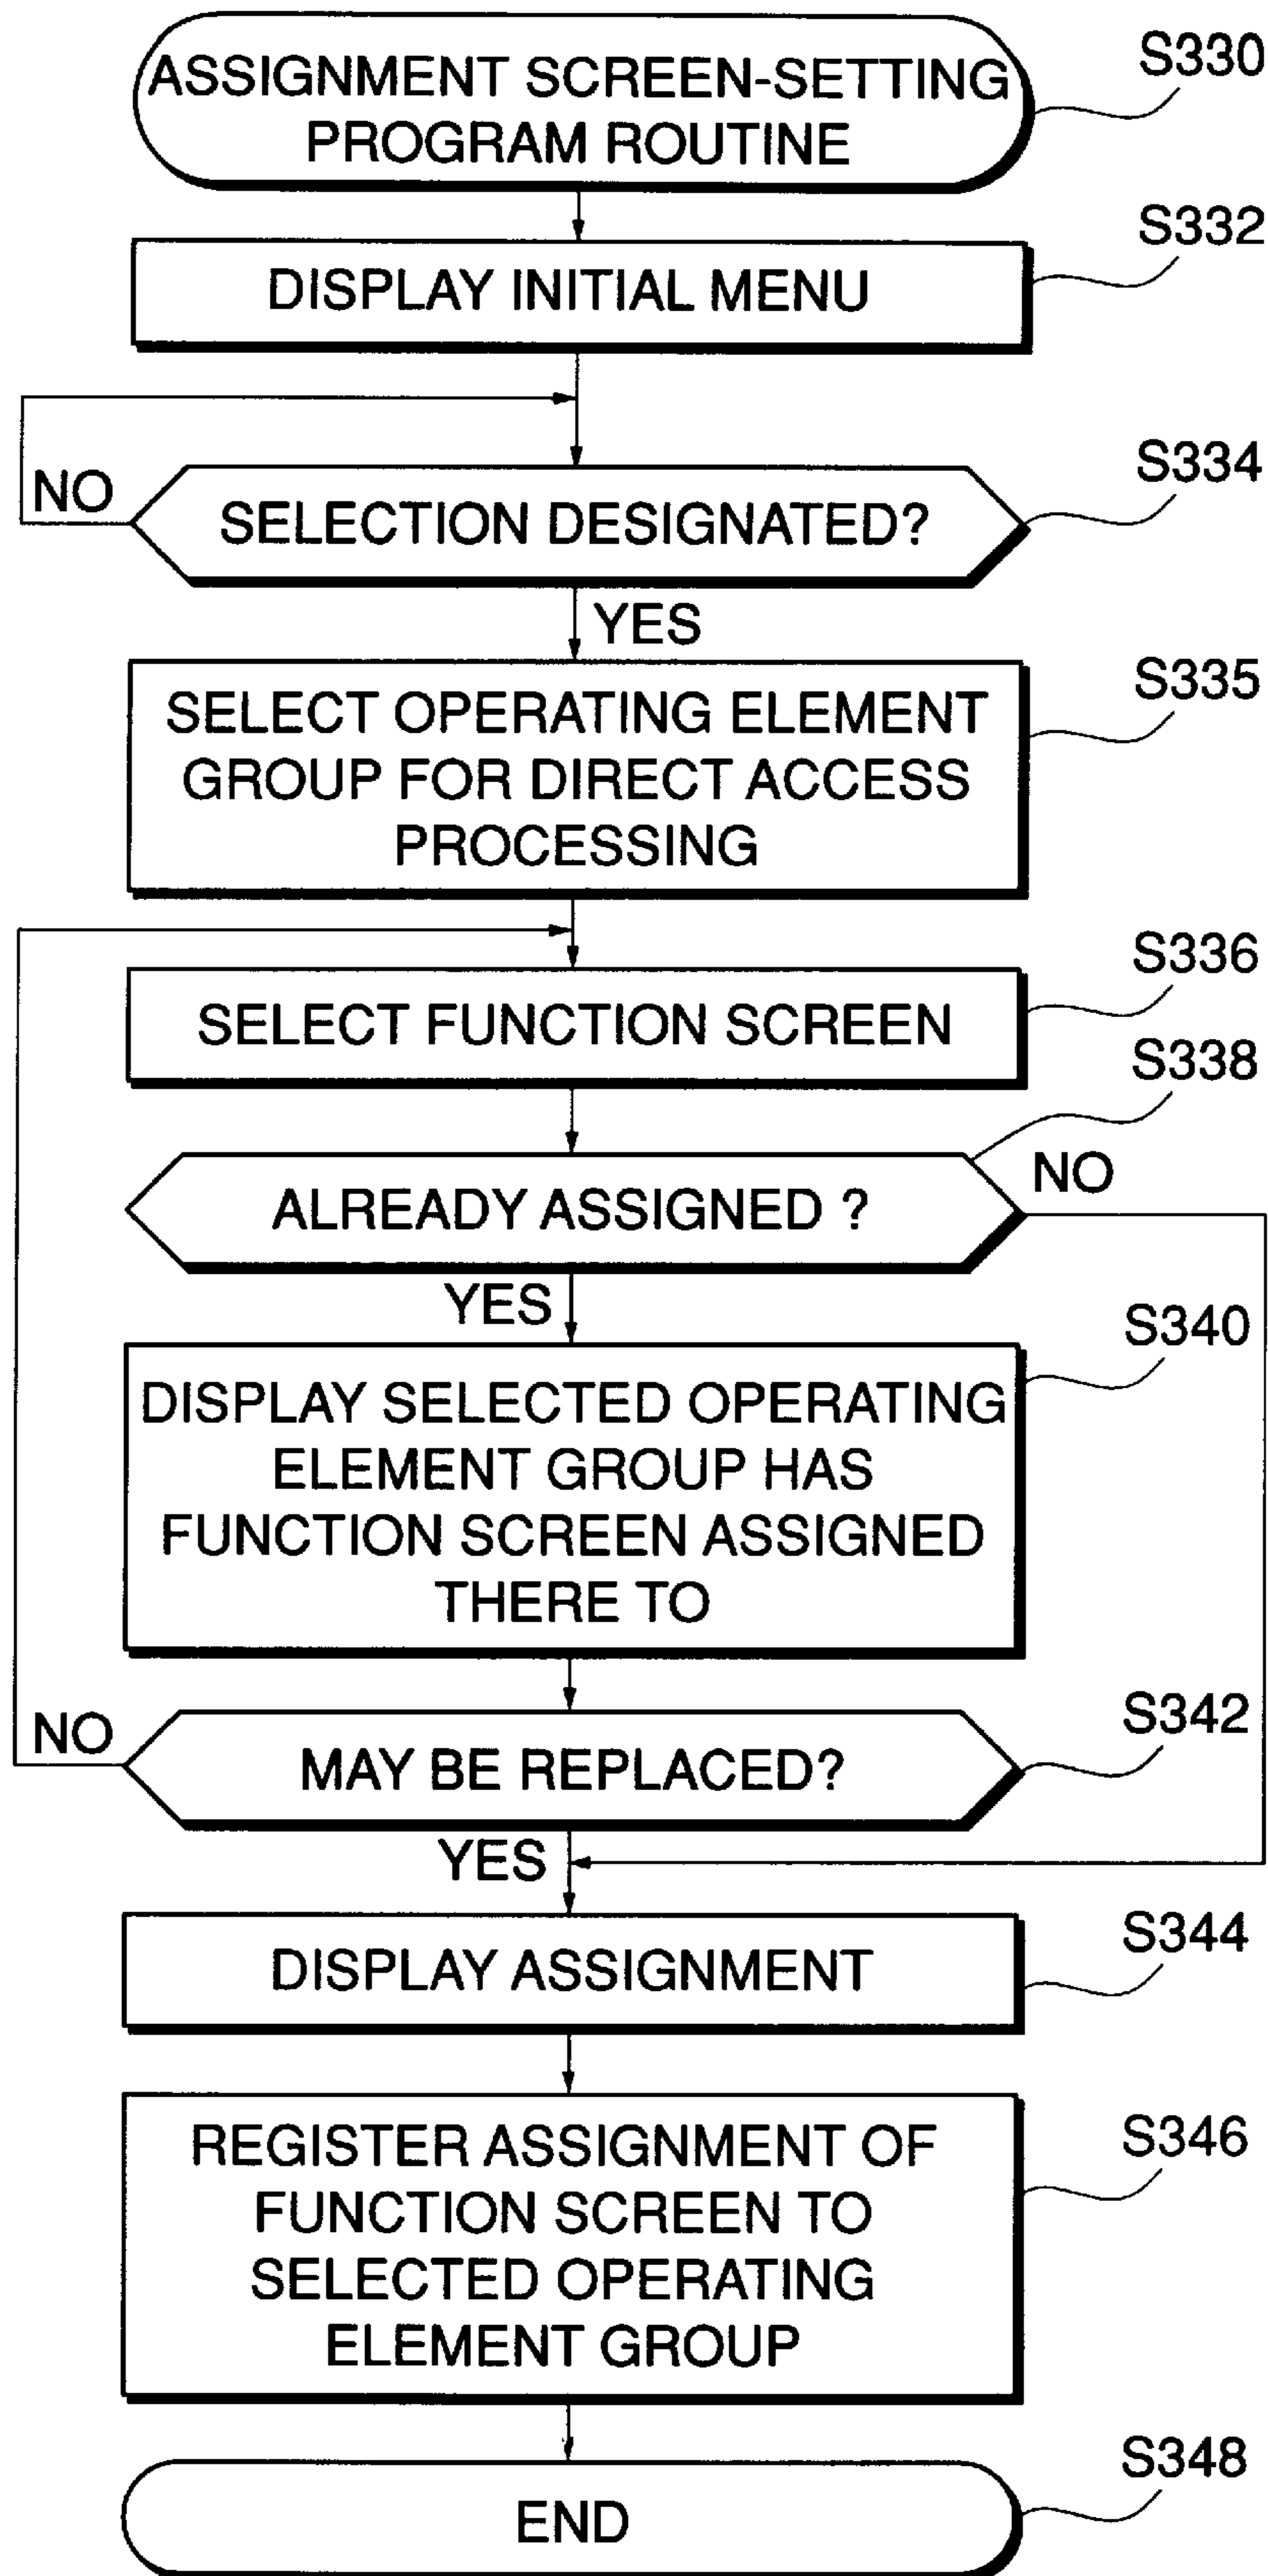 ASSIGNMENT SCREEN-SETTING
PROGRAM ROUTINE
S330
DISPLAY INITIAL MENU
S332
NO
SELECTION DESIGNATED?
S334
YES
SELECT OPERATING ELEMENT
GROUP FOR DIRECT ACCESS
PROCESSING
S335
SELECT FUNCTION SCREEN
S336
S338
ALREADY ASSIGNED ?
NO
YES
DISPLAY SELECTED OPERATING
ELEMENT GROUP HAS
FUNCTION SCREEN ASSIGNED
THERE TO
S340
NO
MAY BE REPLACED?
S342
YES
DISPLAY ASSIGNMENT
S344
REGISTER ASSIGNMENT OF
FUNCTION SCREEN TO
SELECTED OPERATING
ELEMENT GROUP
S346
END
S348